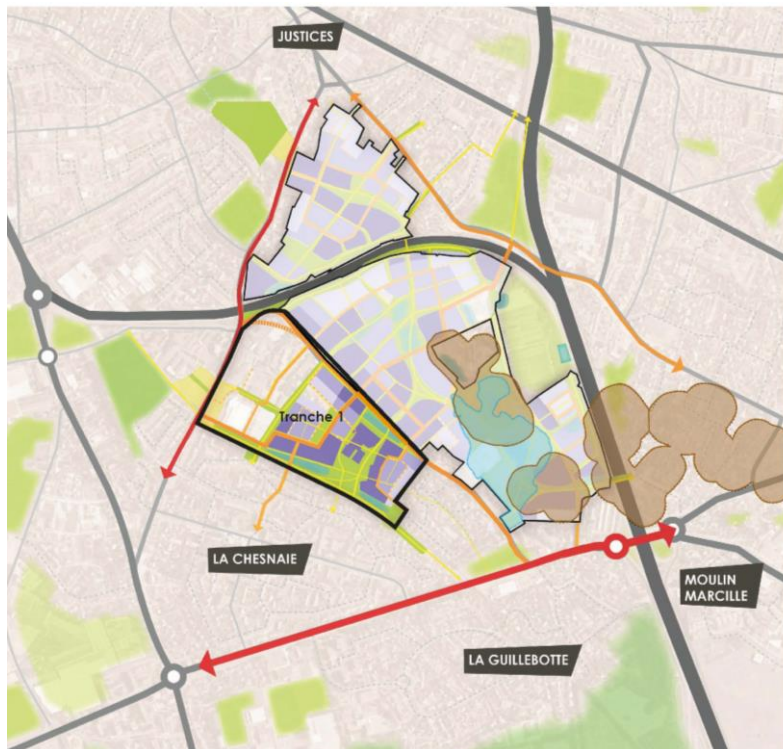 JUSTICES
Tranche 1
LA CHESNAIE
MOULIN
MARCILLE
LA GUILLEBOTTE